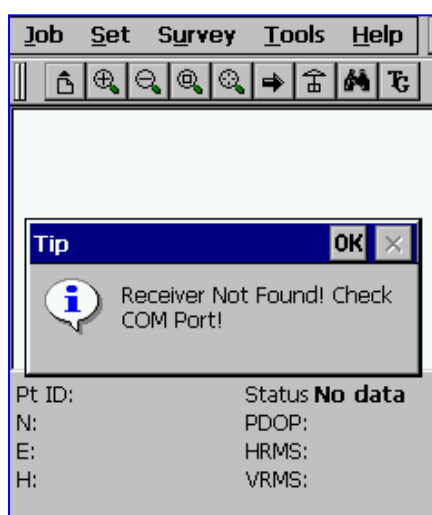 Job Set Survey Tools Help
TG
Tip OK
Receiver Not Found! Check
COM Port!
Pt ID: Status No data
N: PDOP:
E: HRMS:
H: VRMS: